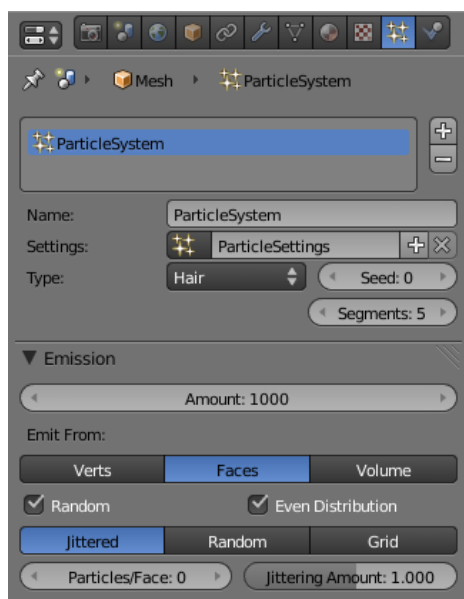 Mesh ParticleSystem
ParticleSystem
Name: ParticleSystem
Settings: ParticleSettings
Type: Hair Seed: 0
Segments: 5
Emission
Amount: 1000
Emit From:
Verts Faces Volume
Random Even Distribution
Jittered Random Grid
Particles/Face: 0 Jittering Amount: 1.000